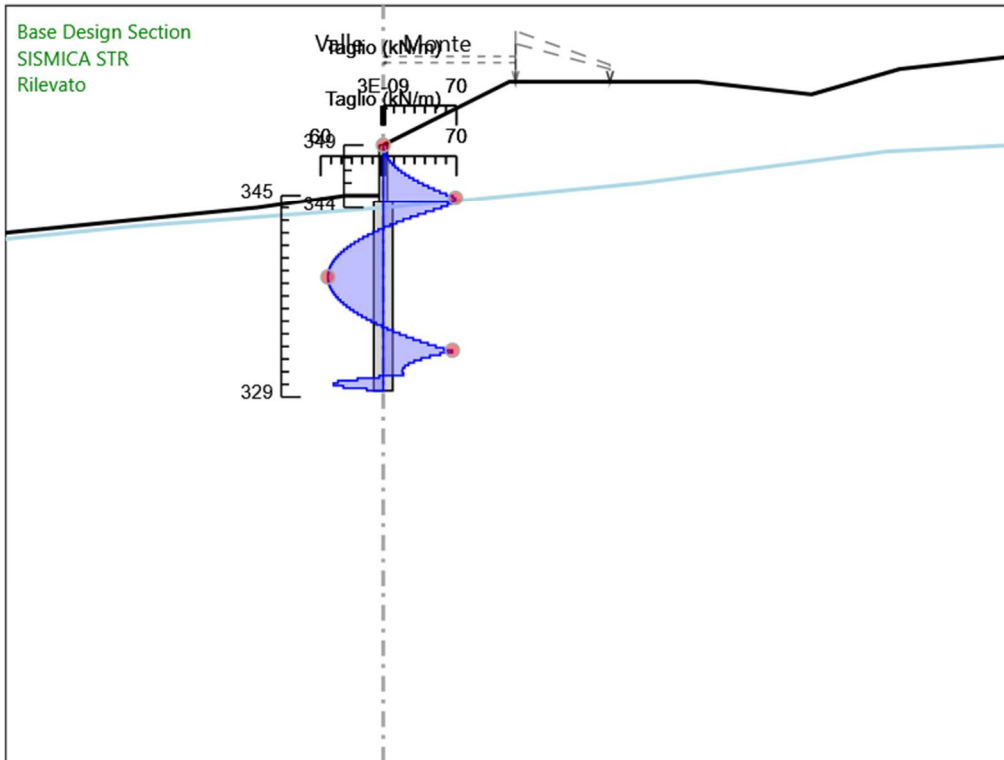 Base Design Section
SISMICA STR
Rilevato
Valle Monte
Taglio (kN/m)
3E-09 70
Taglio (kN/m)
60 70
349
345
344
329